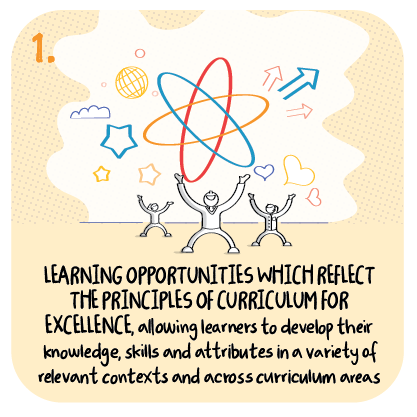 1.
LEARNING OPPORTUNITIES WHICH REFLECT
THE PRINCIPLES OF CURRICULUM FOR
EXCELLENCE, allowing learners to develop their
knowledge, skills and attributes in a variety of
relevant contexts and across curriculum areas